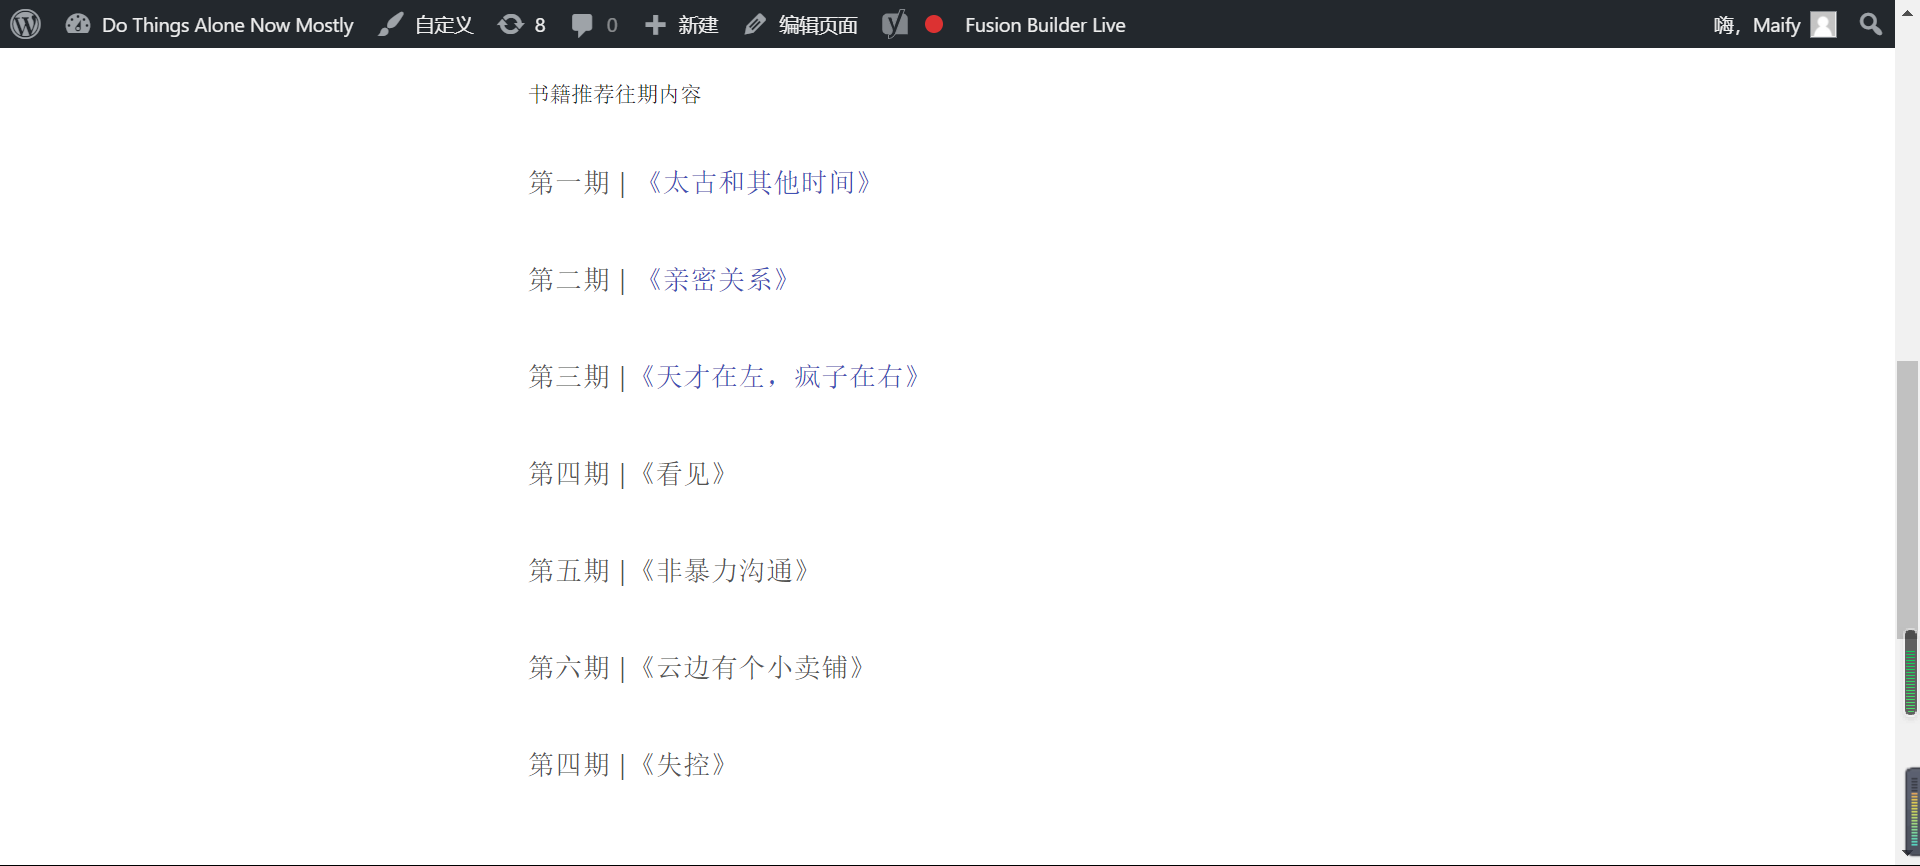 Do Things Alone Now Mostly 自定义 8 0 新建 编辑页面 Fusion Builder Live 嗨，Maify
书籍推荐往期内容
第一期 | 《太古和其他时间》
第二期 | 《亲密关系》
第三期 |《天才在左，疯子在右》
第四期 |《看见》
第五期 |《非暴力沟通》
第六期 |《云边有个小卖铺》
第四期 |《失控》